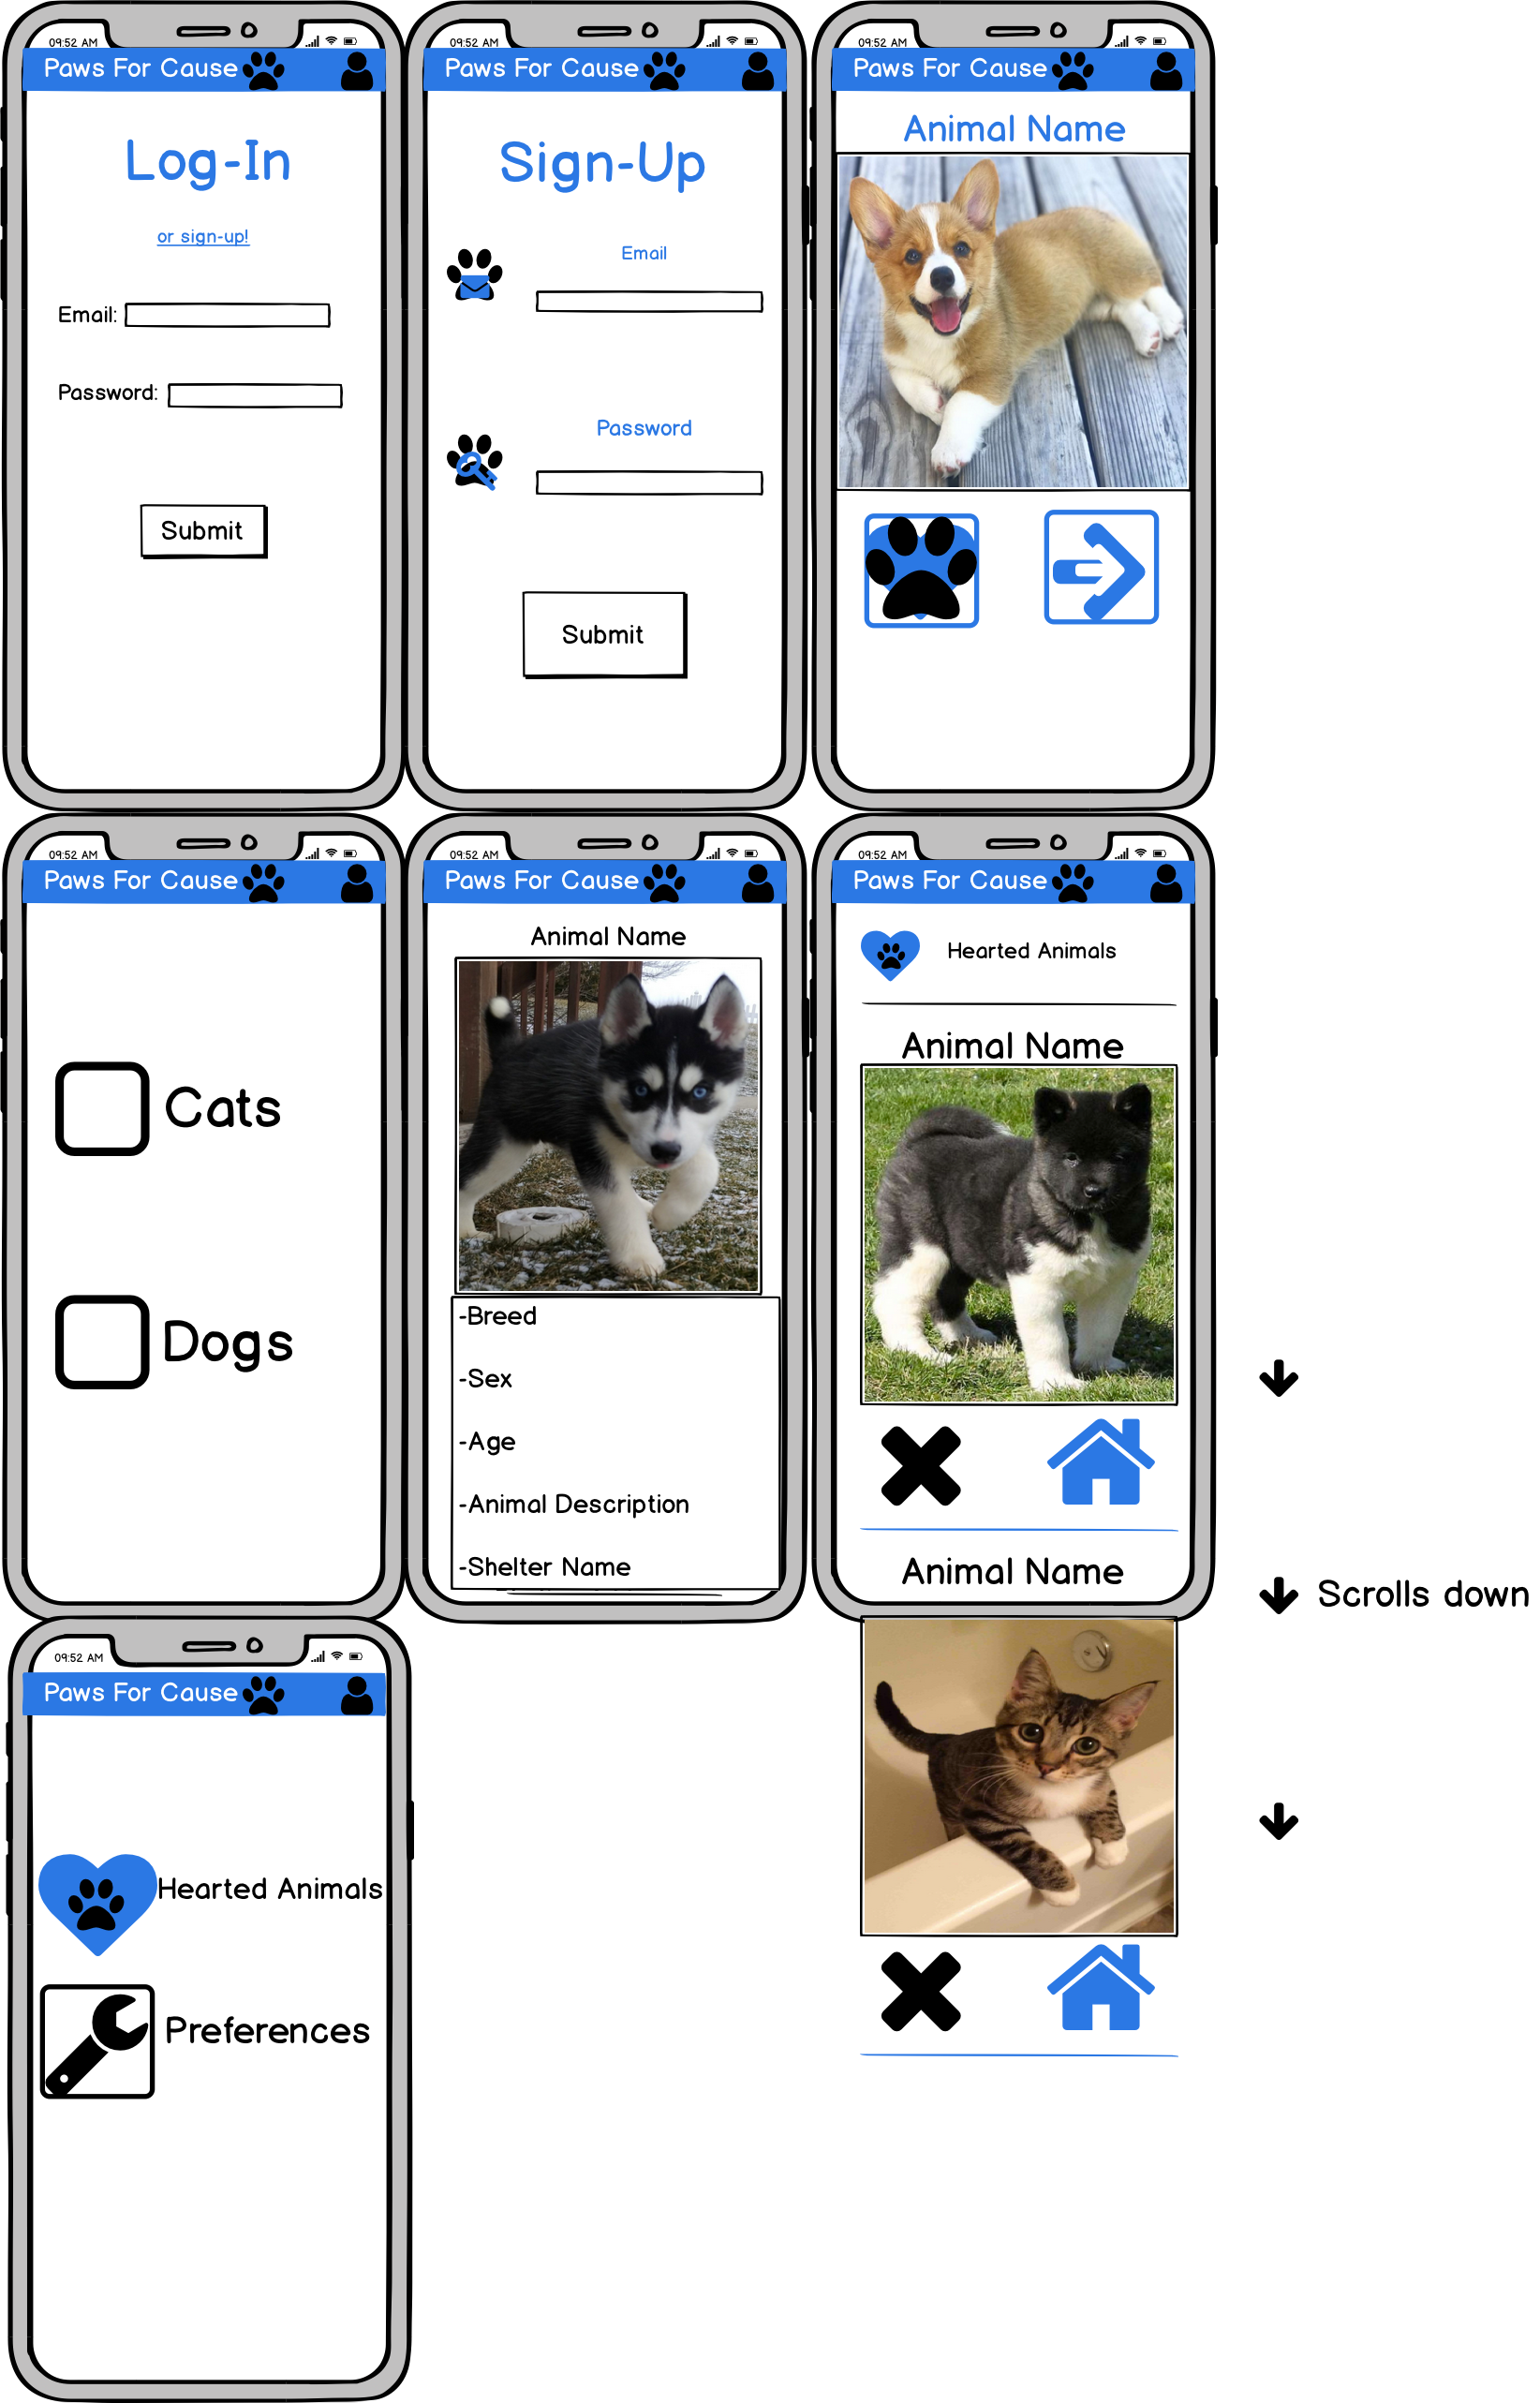 09:52 AM
Paws For Cause
Log-In
or sign-up!
Email:
Password:
Submit
09:52 AM
Paws For Cause
Sign-Up
Email
Password
Submit
09:52 AM
Paws For Cause
Animal Name
09:52 AM
Paws For Cause
Cats
Dogs
09:52 AM
Paws For Cause
Animal Name
-Breed
-Sex
-Age
-Animal Description
-Shelter Name
09:52 AM
Paws For Cause
Hearted Animals
Animal Name
Animal Name
Scrolls down
09:52 AM
Paws For Cause
Hearted Animals
Preferences